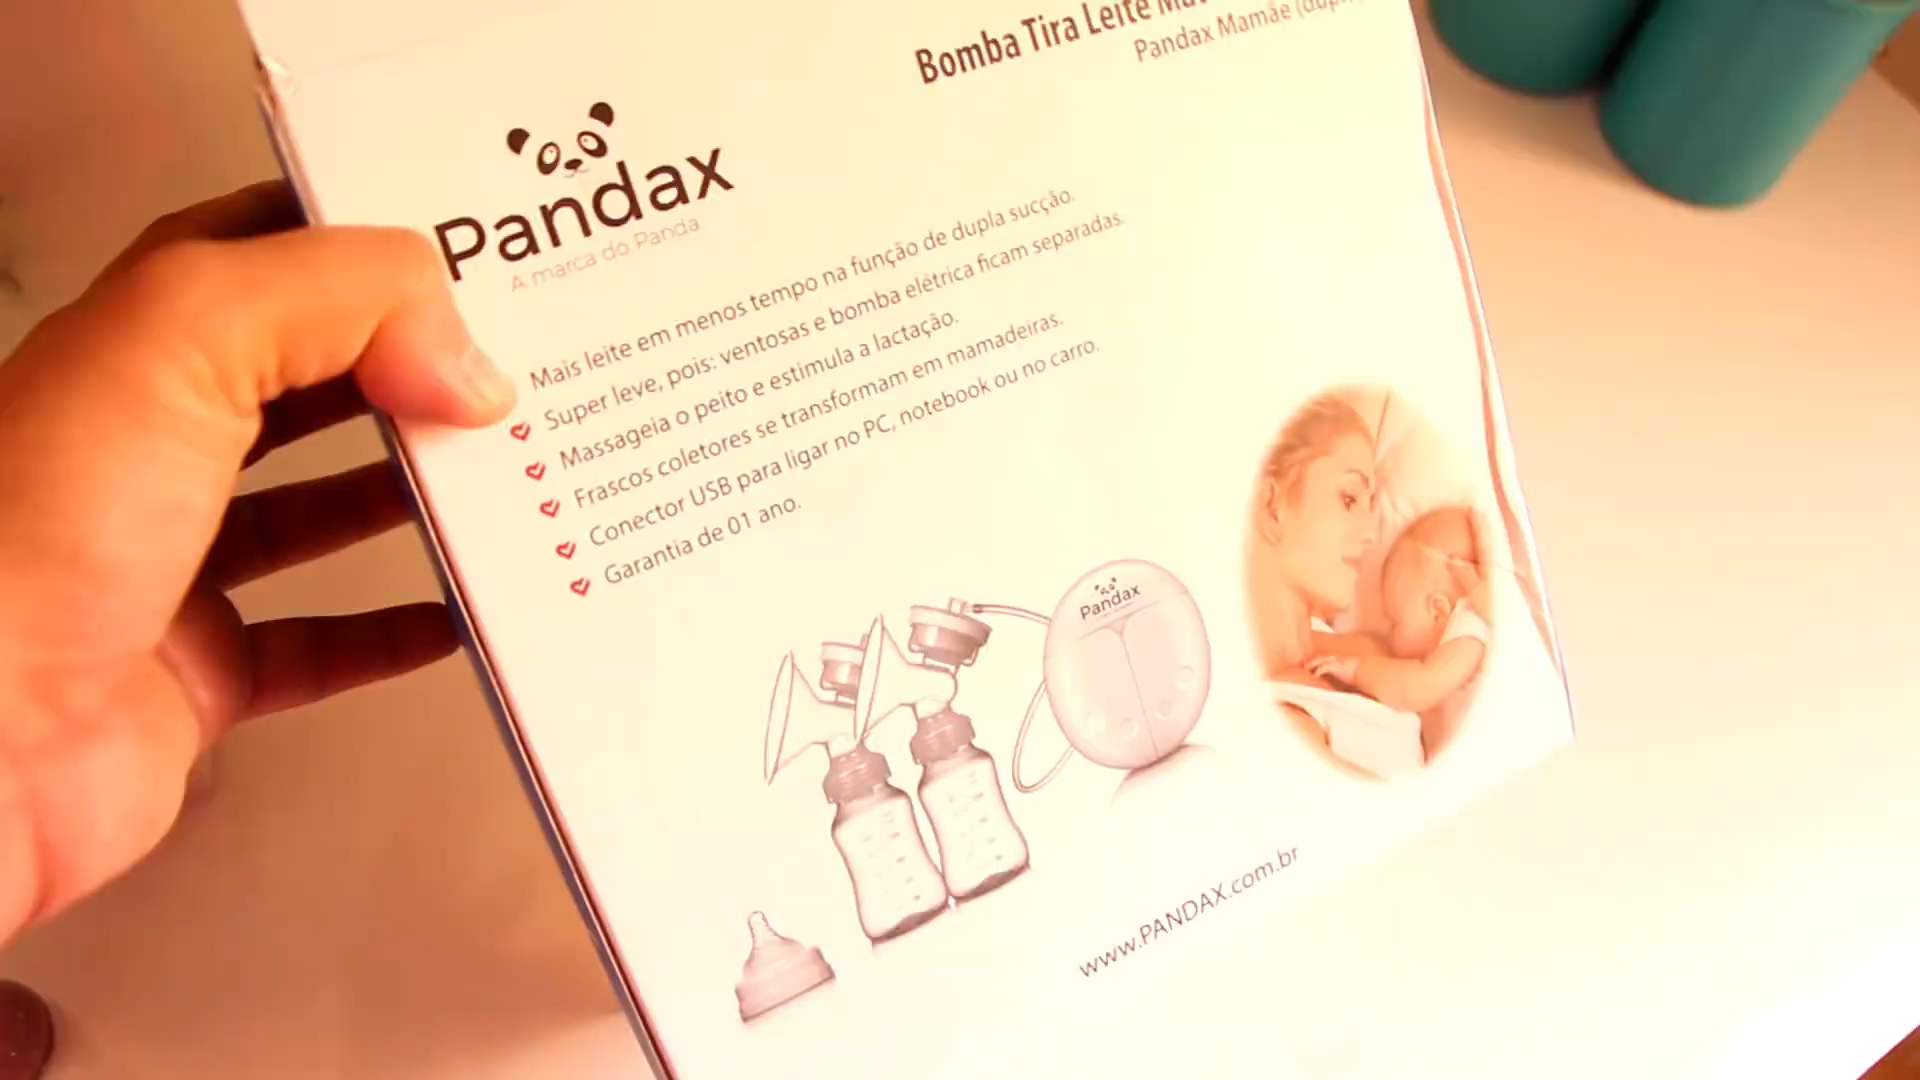 Bomba Tira Leite
Pandax Mamãe
Pandax
A marca do Panda
Mais leite em menos tempo na função de dupla sucção.
Super leve, pois: ventosas e bomba elétrica ficam separadas.
Massageia o peito e estimula a lactação.
Frascos coletores se transformam em mamadeiras.
Conector USB para ligar no PC, notebook ou no carro.
Garantia de 01 ano.
Pandax
www.PANDAX.com.br